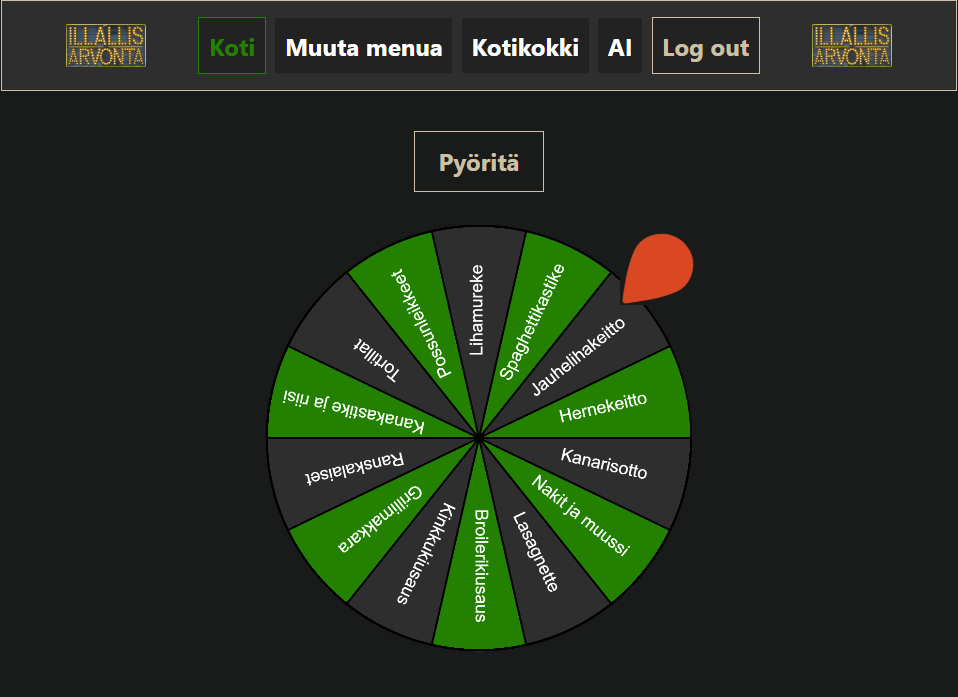 ILLALLIS
ARVONTA
Koti
Muuta menua
Kotikokki
AI
Log out
ILLALLIS
ARVONTA
Pyöritä
Lihamureke
Spaghettikastike
Jauhelihakeitto
Hernekeitto
Kanarisotto
Nakit ja muussi
Lasagnette
Broilerikiusaus
Kinkkukiusaus
Grillimakkara
Ranskalaiset
Kanakastike ja riisi
Tortillat
Possunleikkeet